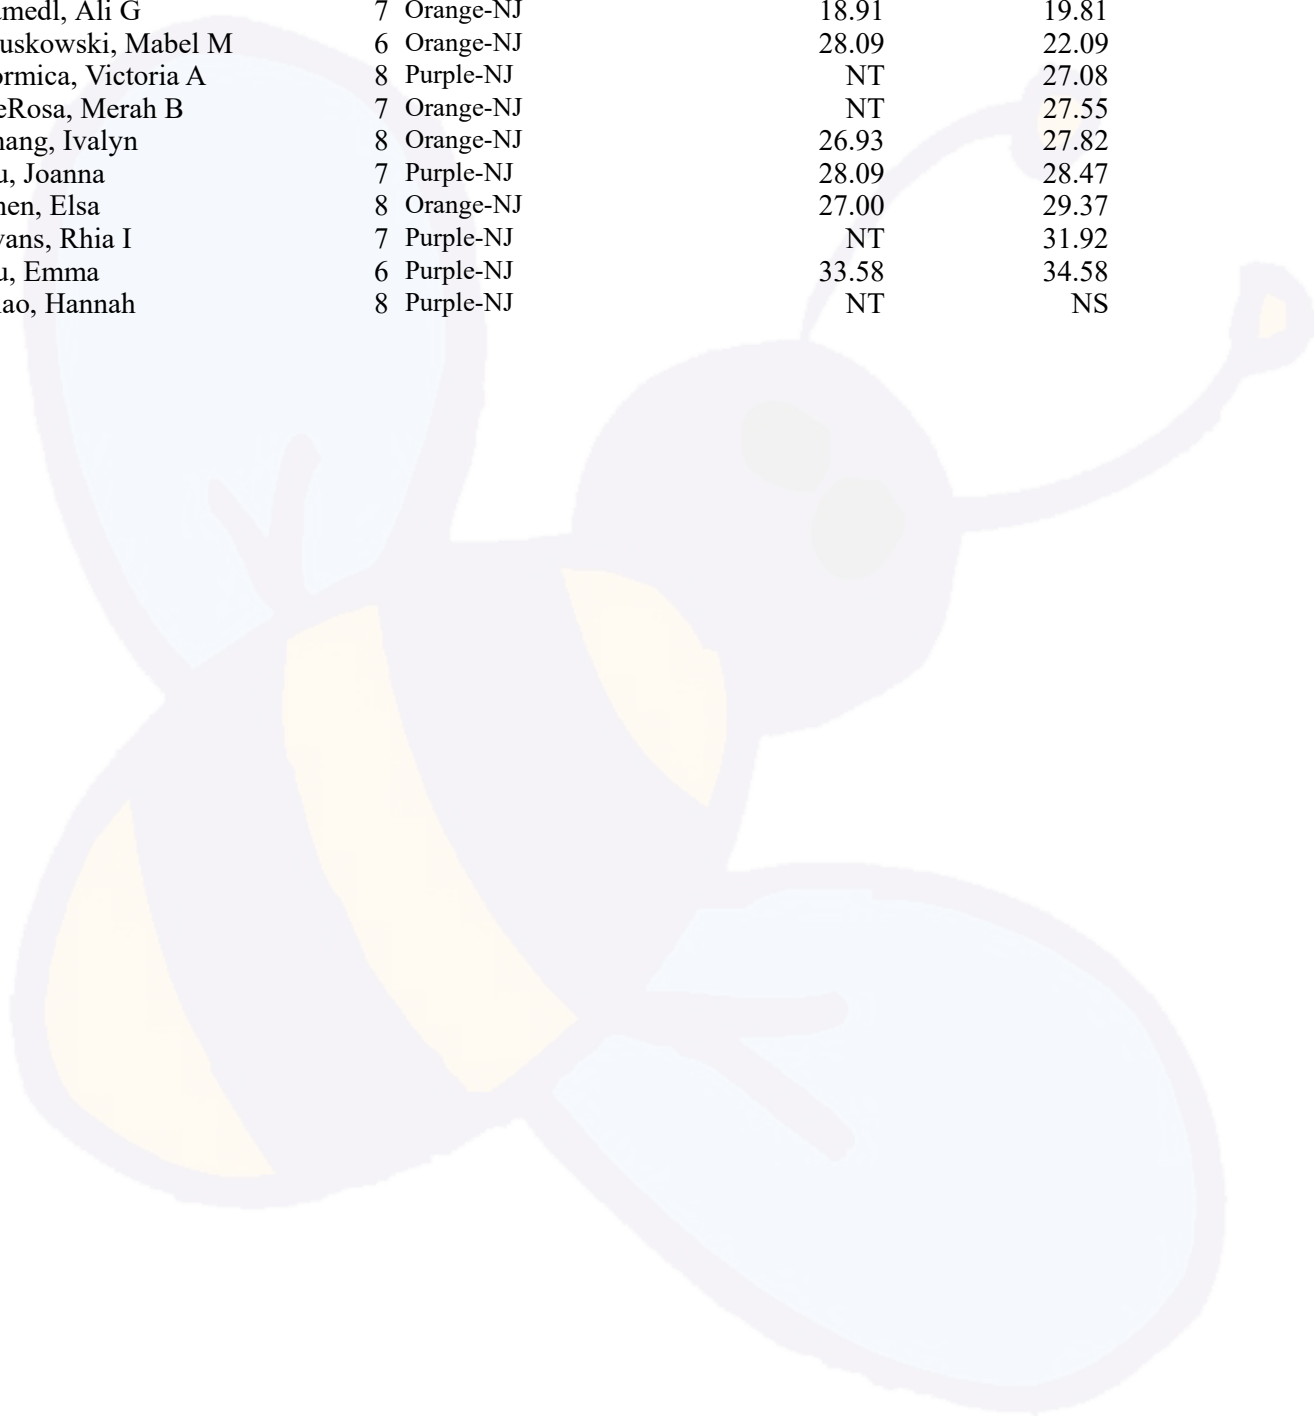 medl, Ali G 7 Orange-NJ 18.91 19.81
uskowski, Mabel M 6 Orange-NJ 28.09 22.09
ormica, Victoria A 8 Purple-NJ NT 27.08
eRosa, Merah B 7 Orange-NJ NT 27.55
hang, Ivalyn 8 Orange-NJ 26.93 27.82
u, Joanna 7 Purple-NJ 28.09 28.47
hen, Elsa 8 Orange-NJ 27.00 29.37
vans, Rhia I 7 Purple-NJ NT 31.92
u, Emma 6 Purple-NJ 33.58 34.58
ao, Hannah 8 Purple-NJ NT NS